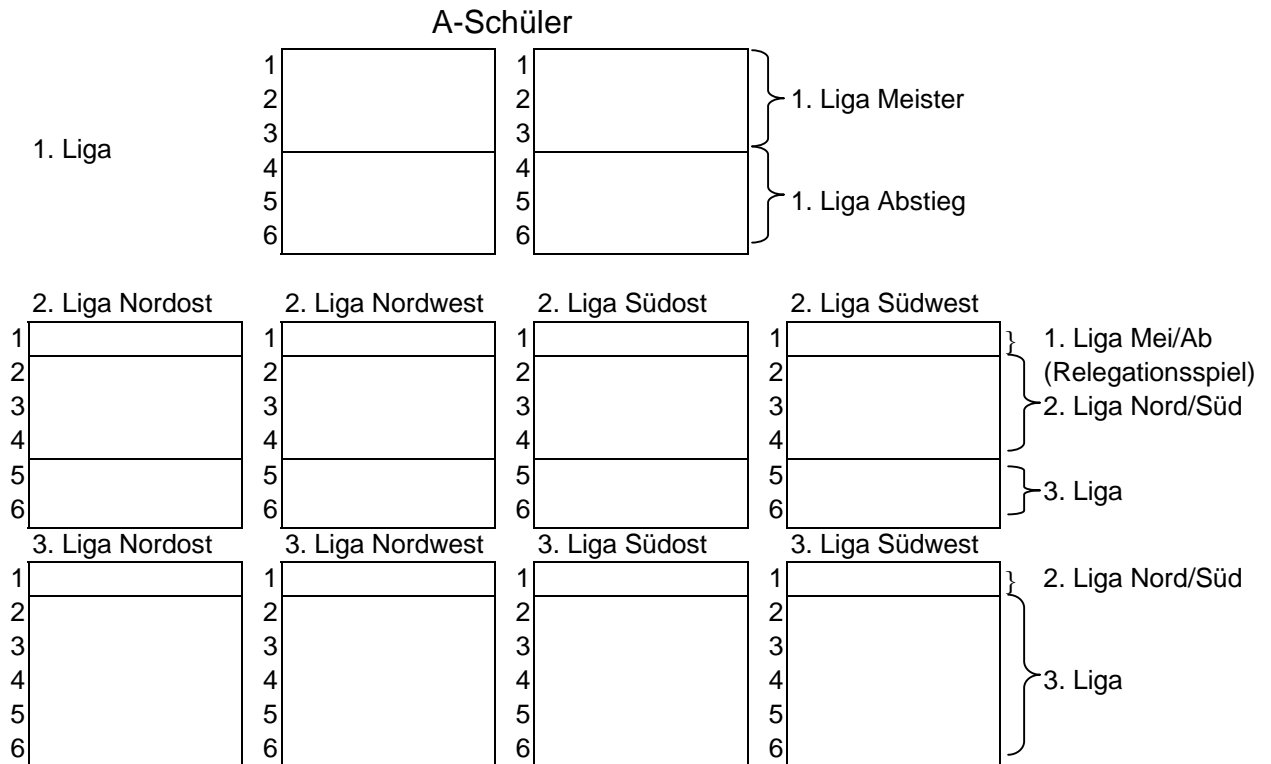 A-Schüler
1 1
2 2 1. Liga Meister
3 3
1. Liga
4 4
5 5 1. Liga Abstieg
6 6
2. Liga Nordost 2. Liga Nordwest 2. Liga Südost 2. Liga Südwest
1 1 1 1 1. Liga Mei/Ab
2 2 2 2 (Relegationsspiel)
3 3 3 3 2. Liga Nord/Süd
4 4 4 4
5 5 5 5
6 6 6 6 3. Liga
3. Liga Nordost 3. Liga Nordwest 3. Liga Südost 3. Liga Südwest
1 1 1 1 2. Liga Nord/Süd
2 2 2 2
3 3 3 3
4 4 4 4 3. Liga
5 5 5 5
6 6 6 6